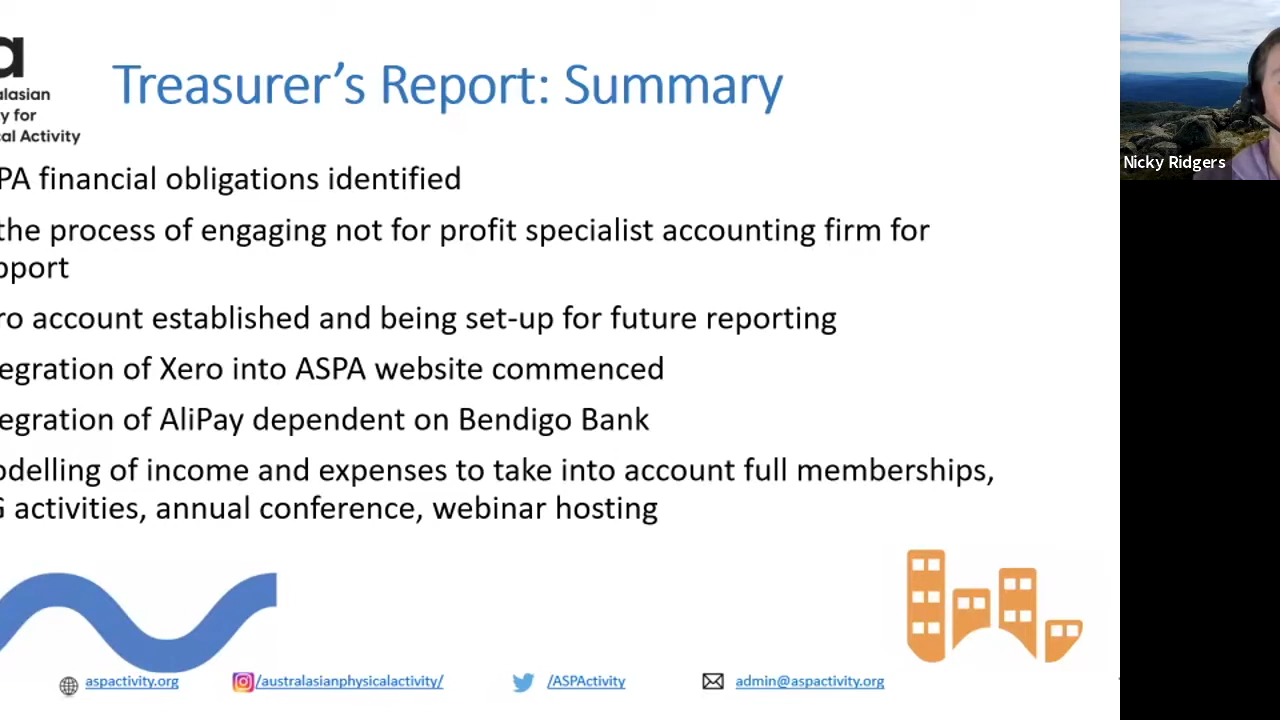 a
Treasurer's Report: Summary
alasian
y for
cal Activity
Nicky Ridgers
PA financial obligations identified
the process of engaging not for profit specialist accounting firm for
pport
ro account established and being set-up for future reporting
egration of Xero into ASPA website commenced
egration of AliPay dependent on Bendigo Bank
odelling of income and expenses to take into account full memberships,
G activities, annual conference, webinar hosting
aspactivity.org
/australasianphysicalactivity/
/ASPActivity
admin@aspactivity.org